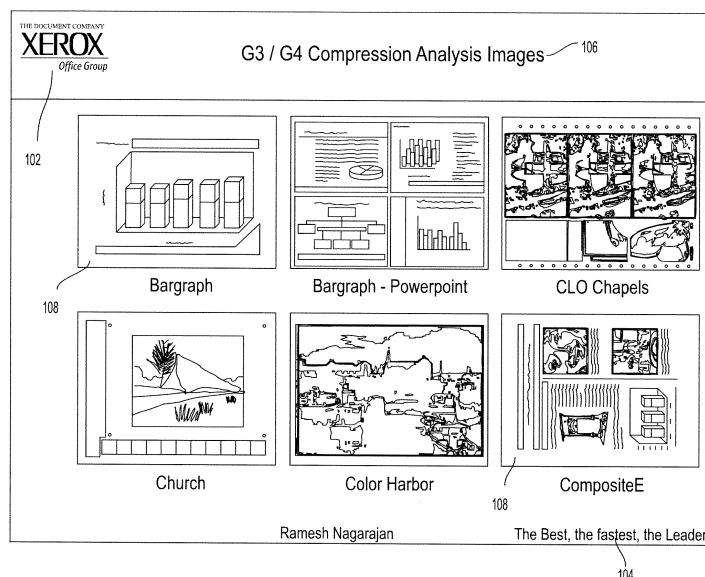 THE DOCUMENT COMPANY
XEROX
Office Group
G3 / G4 Compression Analysis Images
106
102
108
Bargraph
Bargraph - Powerpoint
CLO Chapels
Church
Color Harbor
CompositeE
108
Ramesh Nagarajan
The Best, the fastest, the Leader
104